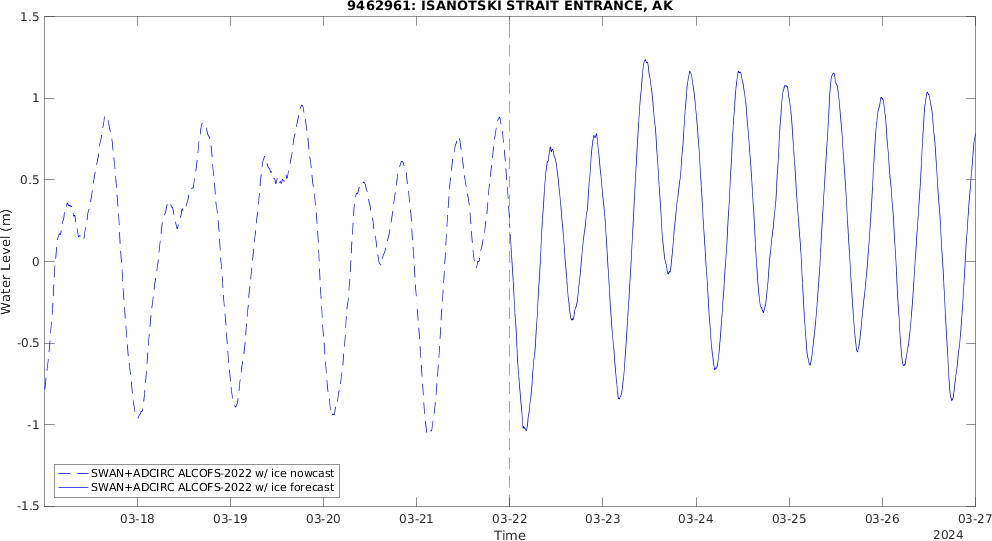 9462961: ISANOTSKI STRAIT ENTRANCE, AK
1.5
1
0.5
0
-0.5
-1
-1.5
Water Level (m)
SWAN+ADCIRC ALCOFS-2022 w/ ice nowcast
SWAN+ADCIRC ALCOFS-2022 w/ ice forecast
03-18 03-19 03-20 03-21 03-22 03-23 03-24 03-25 03-26 03-27
Time
2024